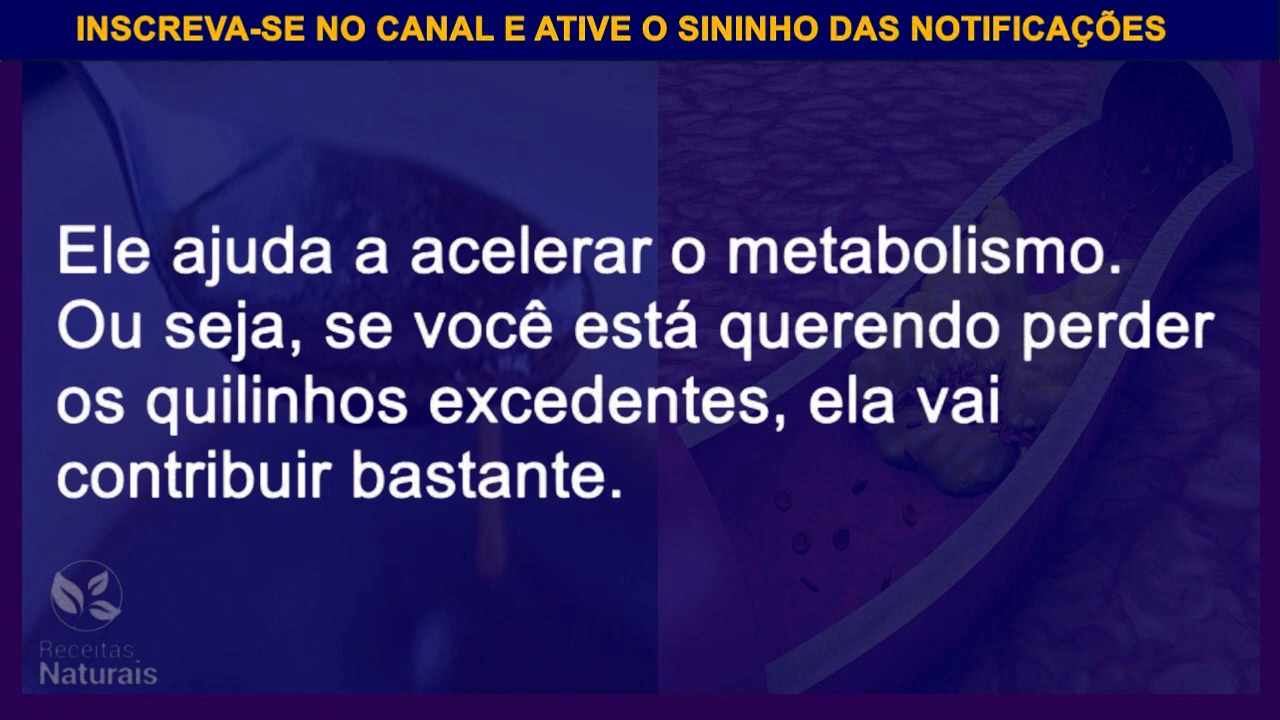 INSCREVA-SE NO CANAL E ATIVE O SININHO DAS NOTIFICAÇÕES
Ele ajuda a acelerar o metabolismo.
Ou seja, se você está querendo perder
os quilinhos excedentes, ela vai
contribuir bastante.
Receitas
Naturais